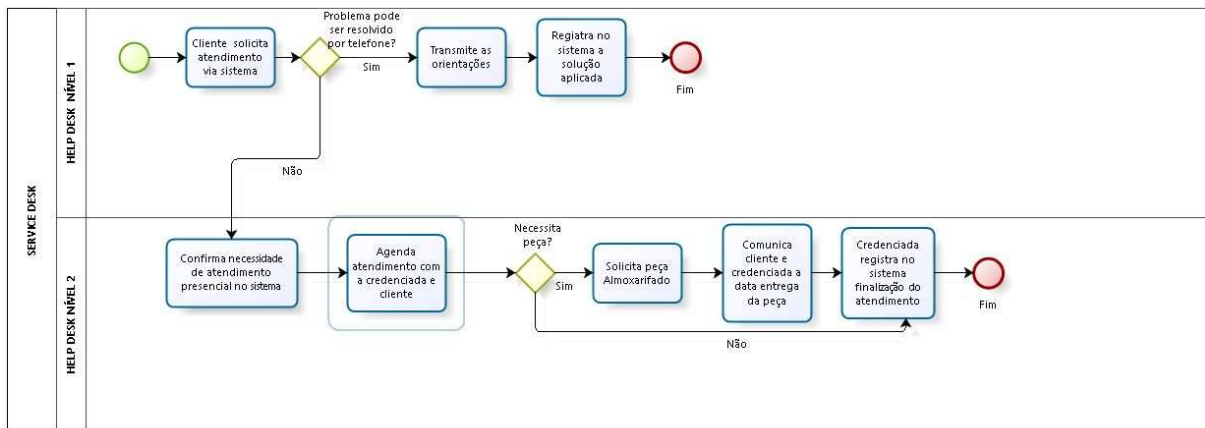 SERVICE DESK
HELP DESK NÍVEL 1
Cliente solicita
atendimento
via sistema
Problema pode
ser resolvido
por telefone?
Sim
Não
Transmite as
orientações
Registra no
sistema a
solução
aplicada
Fim
HELP DESK NÍVEL 2
Confirma necessidade
de atendimento
presencial no sistema
Agenda
atendimento com
a credenciada e
cliente
Necessita
peça?
Sim
Não
Solicita peça
Almoxarifado
Comunica
cliente e
credenciada a
data entrega
da peça
Credenciada
registra no
sistema
finalização do
atendimento
Fim